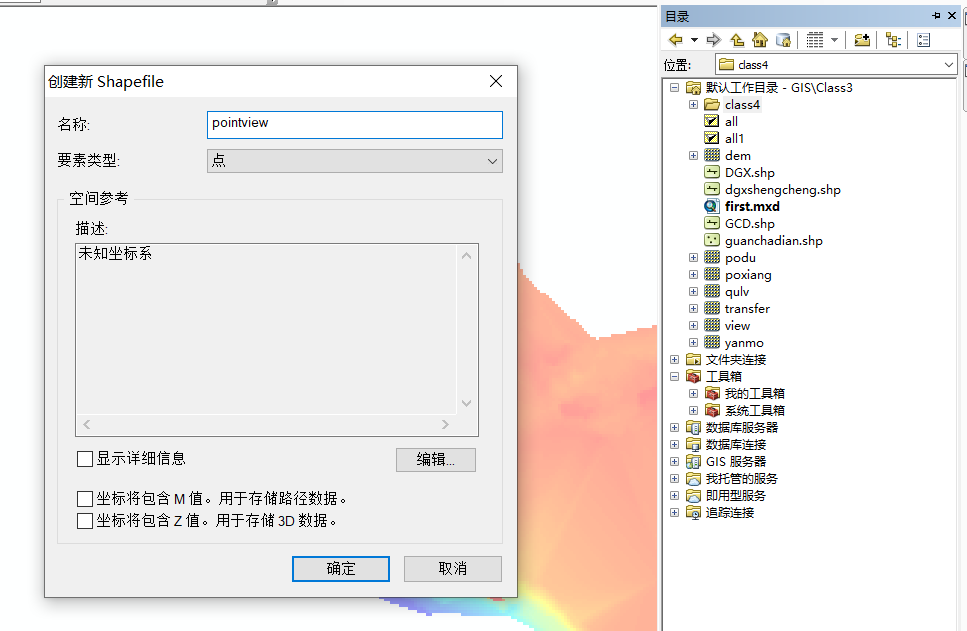 创建新 Shapefile
名称:
pointview
要素类型:
点
空间参考
描述:
未知坐标系
显示详细信息
编辑...
坐标将包含 M 值。用于存储路径数据。
坐标将包含 Z 值。用于存储 3D 数据。
确定
取消
目录
位置:
class4
默认工作目录 - GIS\Class3
class4
all
all1
dem
DGX.shp
dgxshengcheng.shp
first.mxd
GCD.shp
guanchadian.shp
podu
poxiang
qulv
transfer
view
yanmo
文件夹连接
工具箱
我的工具箱
系统工具箱
数据库服务器
数据库连接
GIS 服务器
我托管的服务
即用型服务
追踪连接